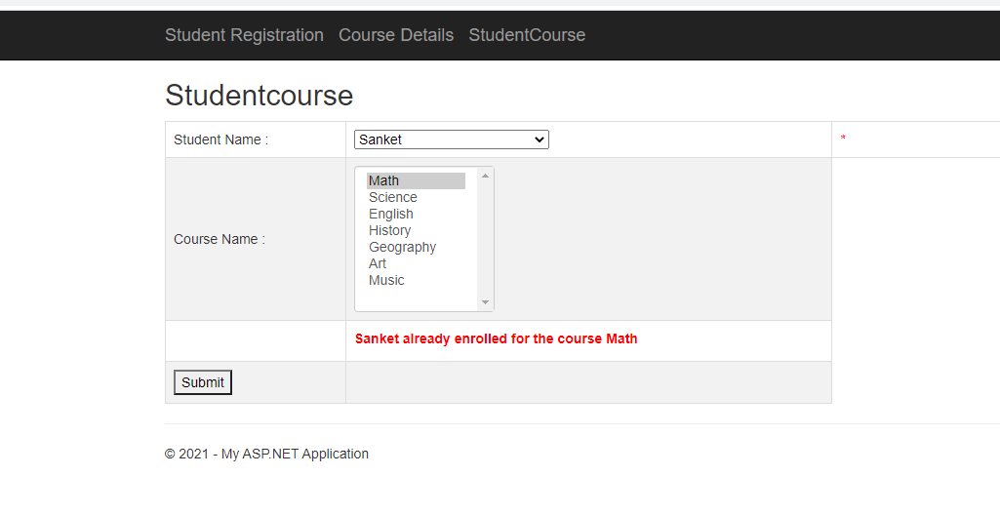 Student Registration Course Details StudentCourse
Studentcourse
Student Name : Sanket *
Course Name :
Math
Science
English
History
Geography
Art
Music
Sanket already enrolled for the course Math
Submit
© 2021 - My ASP.NET Application